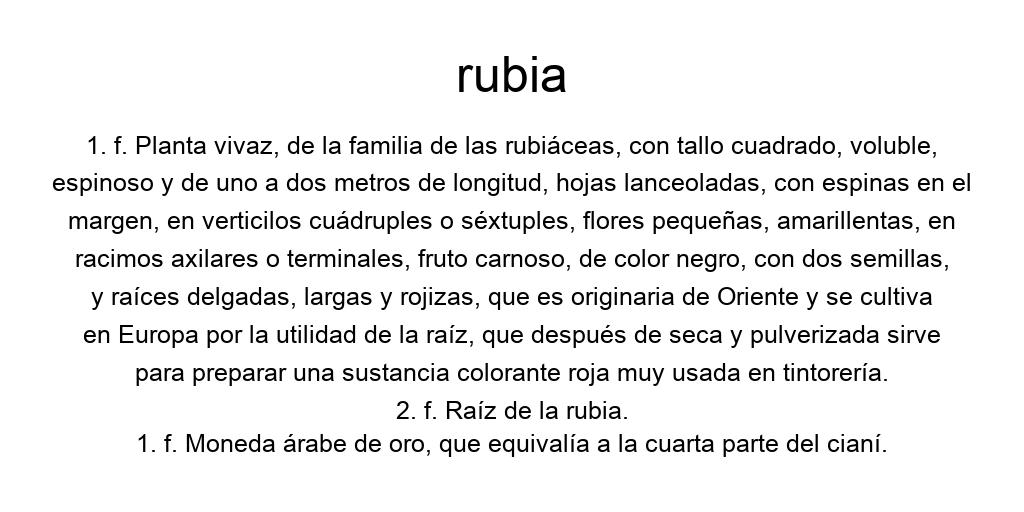 rubia
1. f. Planta vivaz, de la familia de las rubiáceas, con tallo cuadrado, voluble,
espinoso y de uno a dos metros de longitud, hojas lanceoladas, con espinas en el
margen, en verticilos cuádruples o séxtuples, flores pequeñas, amarillentas, en
racimos axilares o terminales, fruto carnoso, de color negro, con dos semillas,
y raíces delgadas, largas y rojizas, que es originaria de Oriente y se cultiva
en Europa por la utilidad de la raíz, que después de seca y pulverizada sirve
para preparar una sustancia colorante roja muy usada en tintorería.
2. f. Raíz de la rubia.
1. f. Moneda árabe de oro, que equivalía a la cuarta parte del cianí.